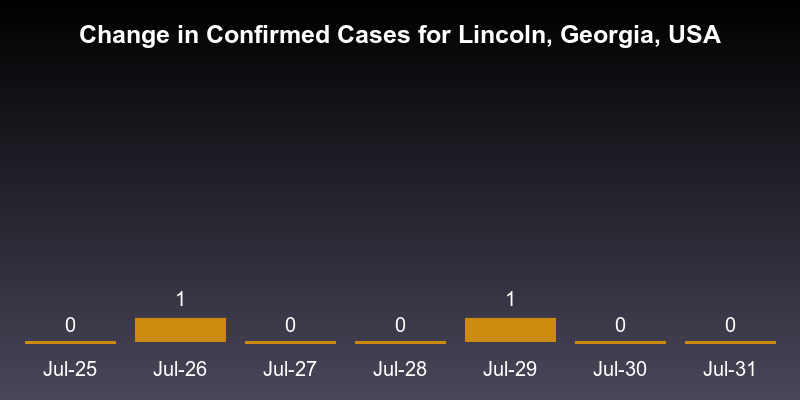 Change in Confirmed Cases for Lincoln, Georgia, USA
0 1 0 0 1 0 0
Jul-25 Jul-26 Jul-27 Jul-28 Jul-29 Jul-30 Jul-31